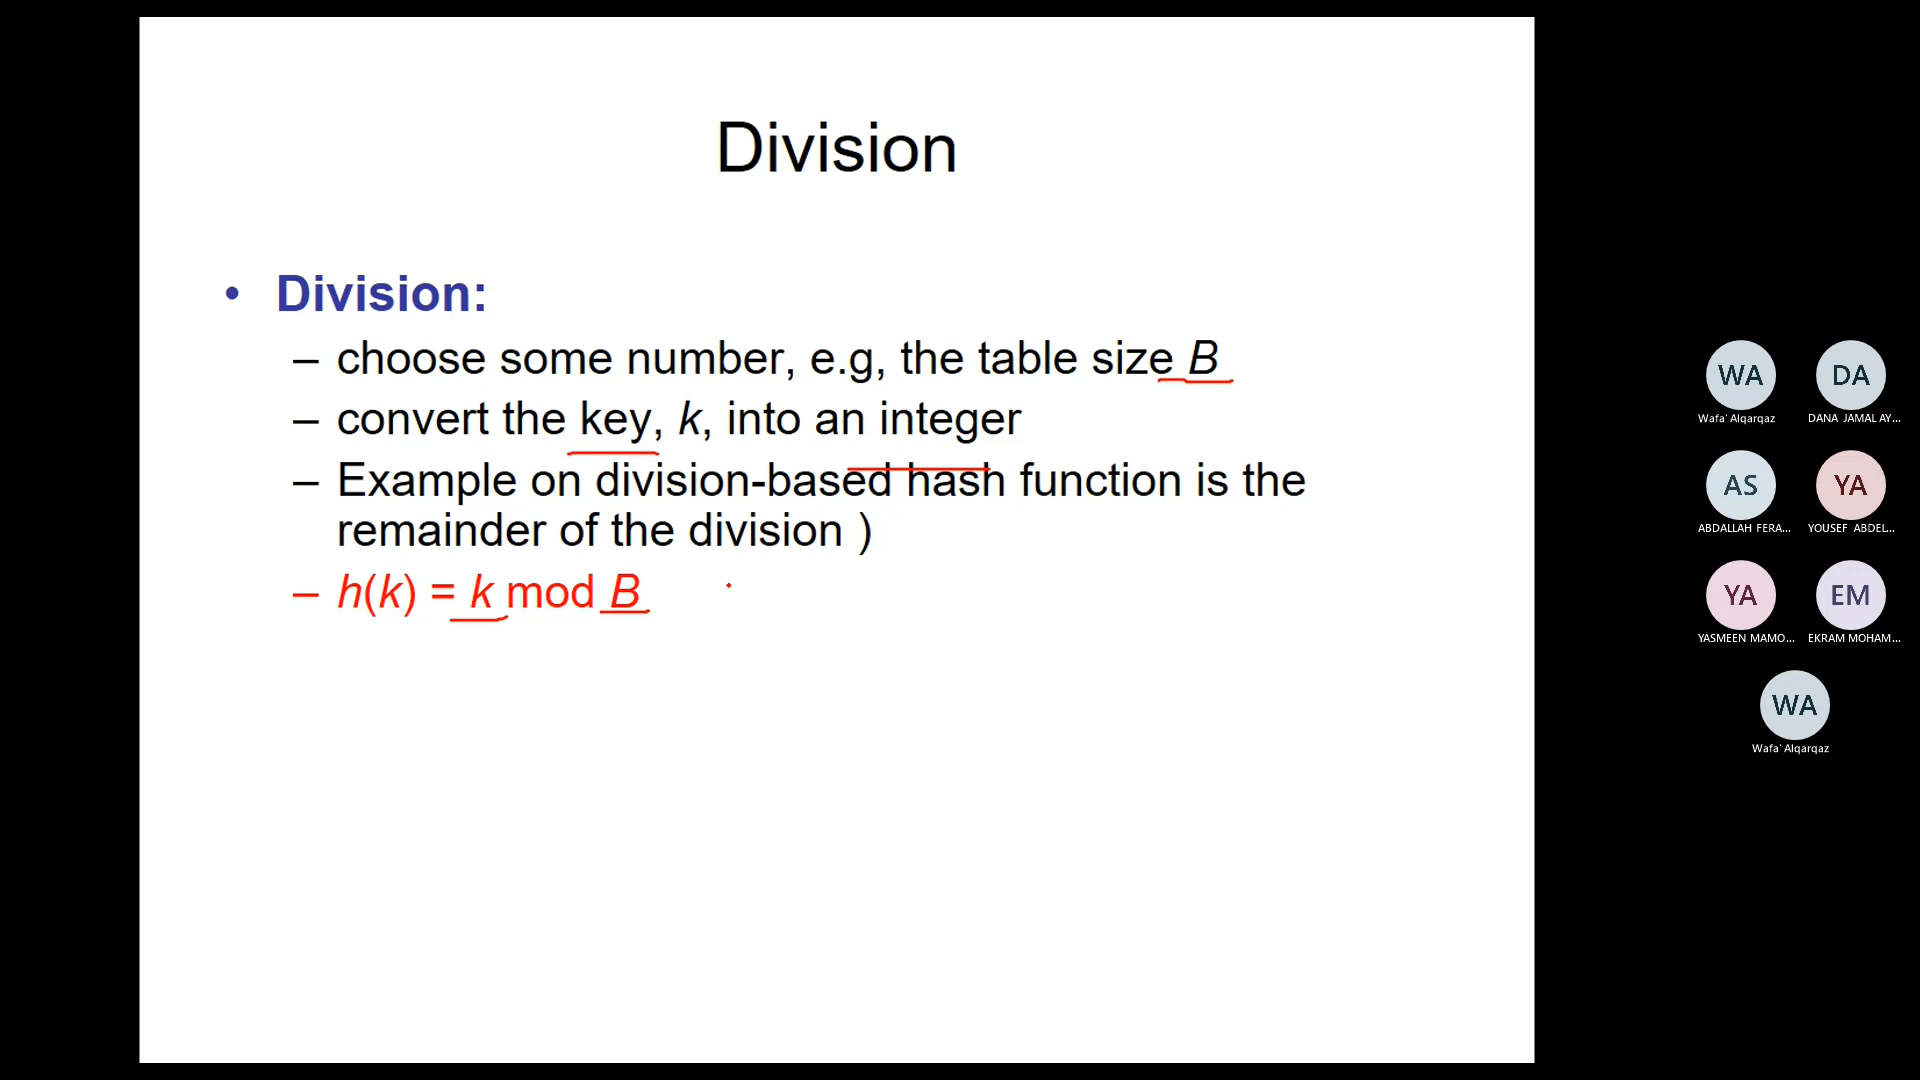 Division
• Division:
– choose some number, e.g, the table size B
– convert the key, k, into an integer
– Example on division-based hash function is the
remainder of the division )
– h(k) = k mod B
WA
DA
Wafa' Alqarqaz
DANA JAMAL AY...
AS
YA
ABDALLAH FERA...
YOUSEF ABDEL...
YA
EM
YASMEEN MAMO...
EKRAM MOHAM...
WA
Wafa' Alqarqaz